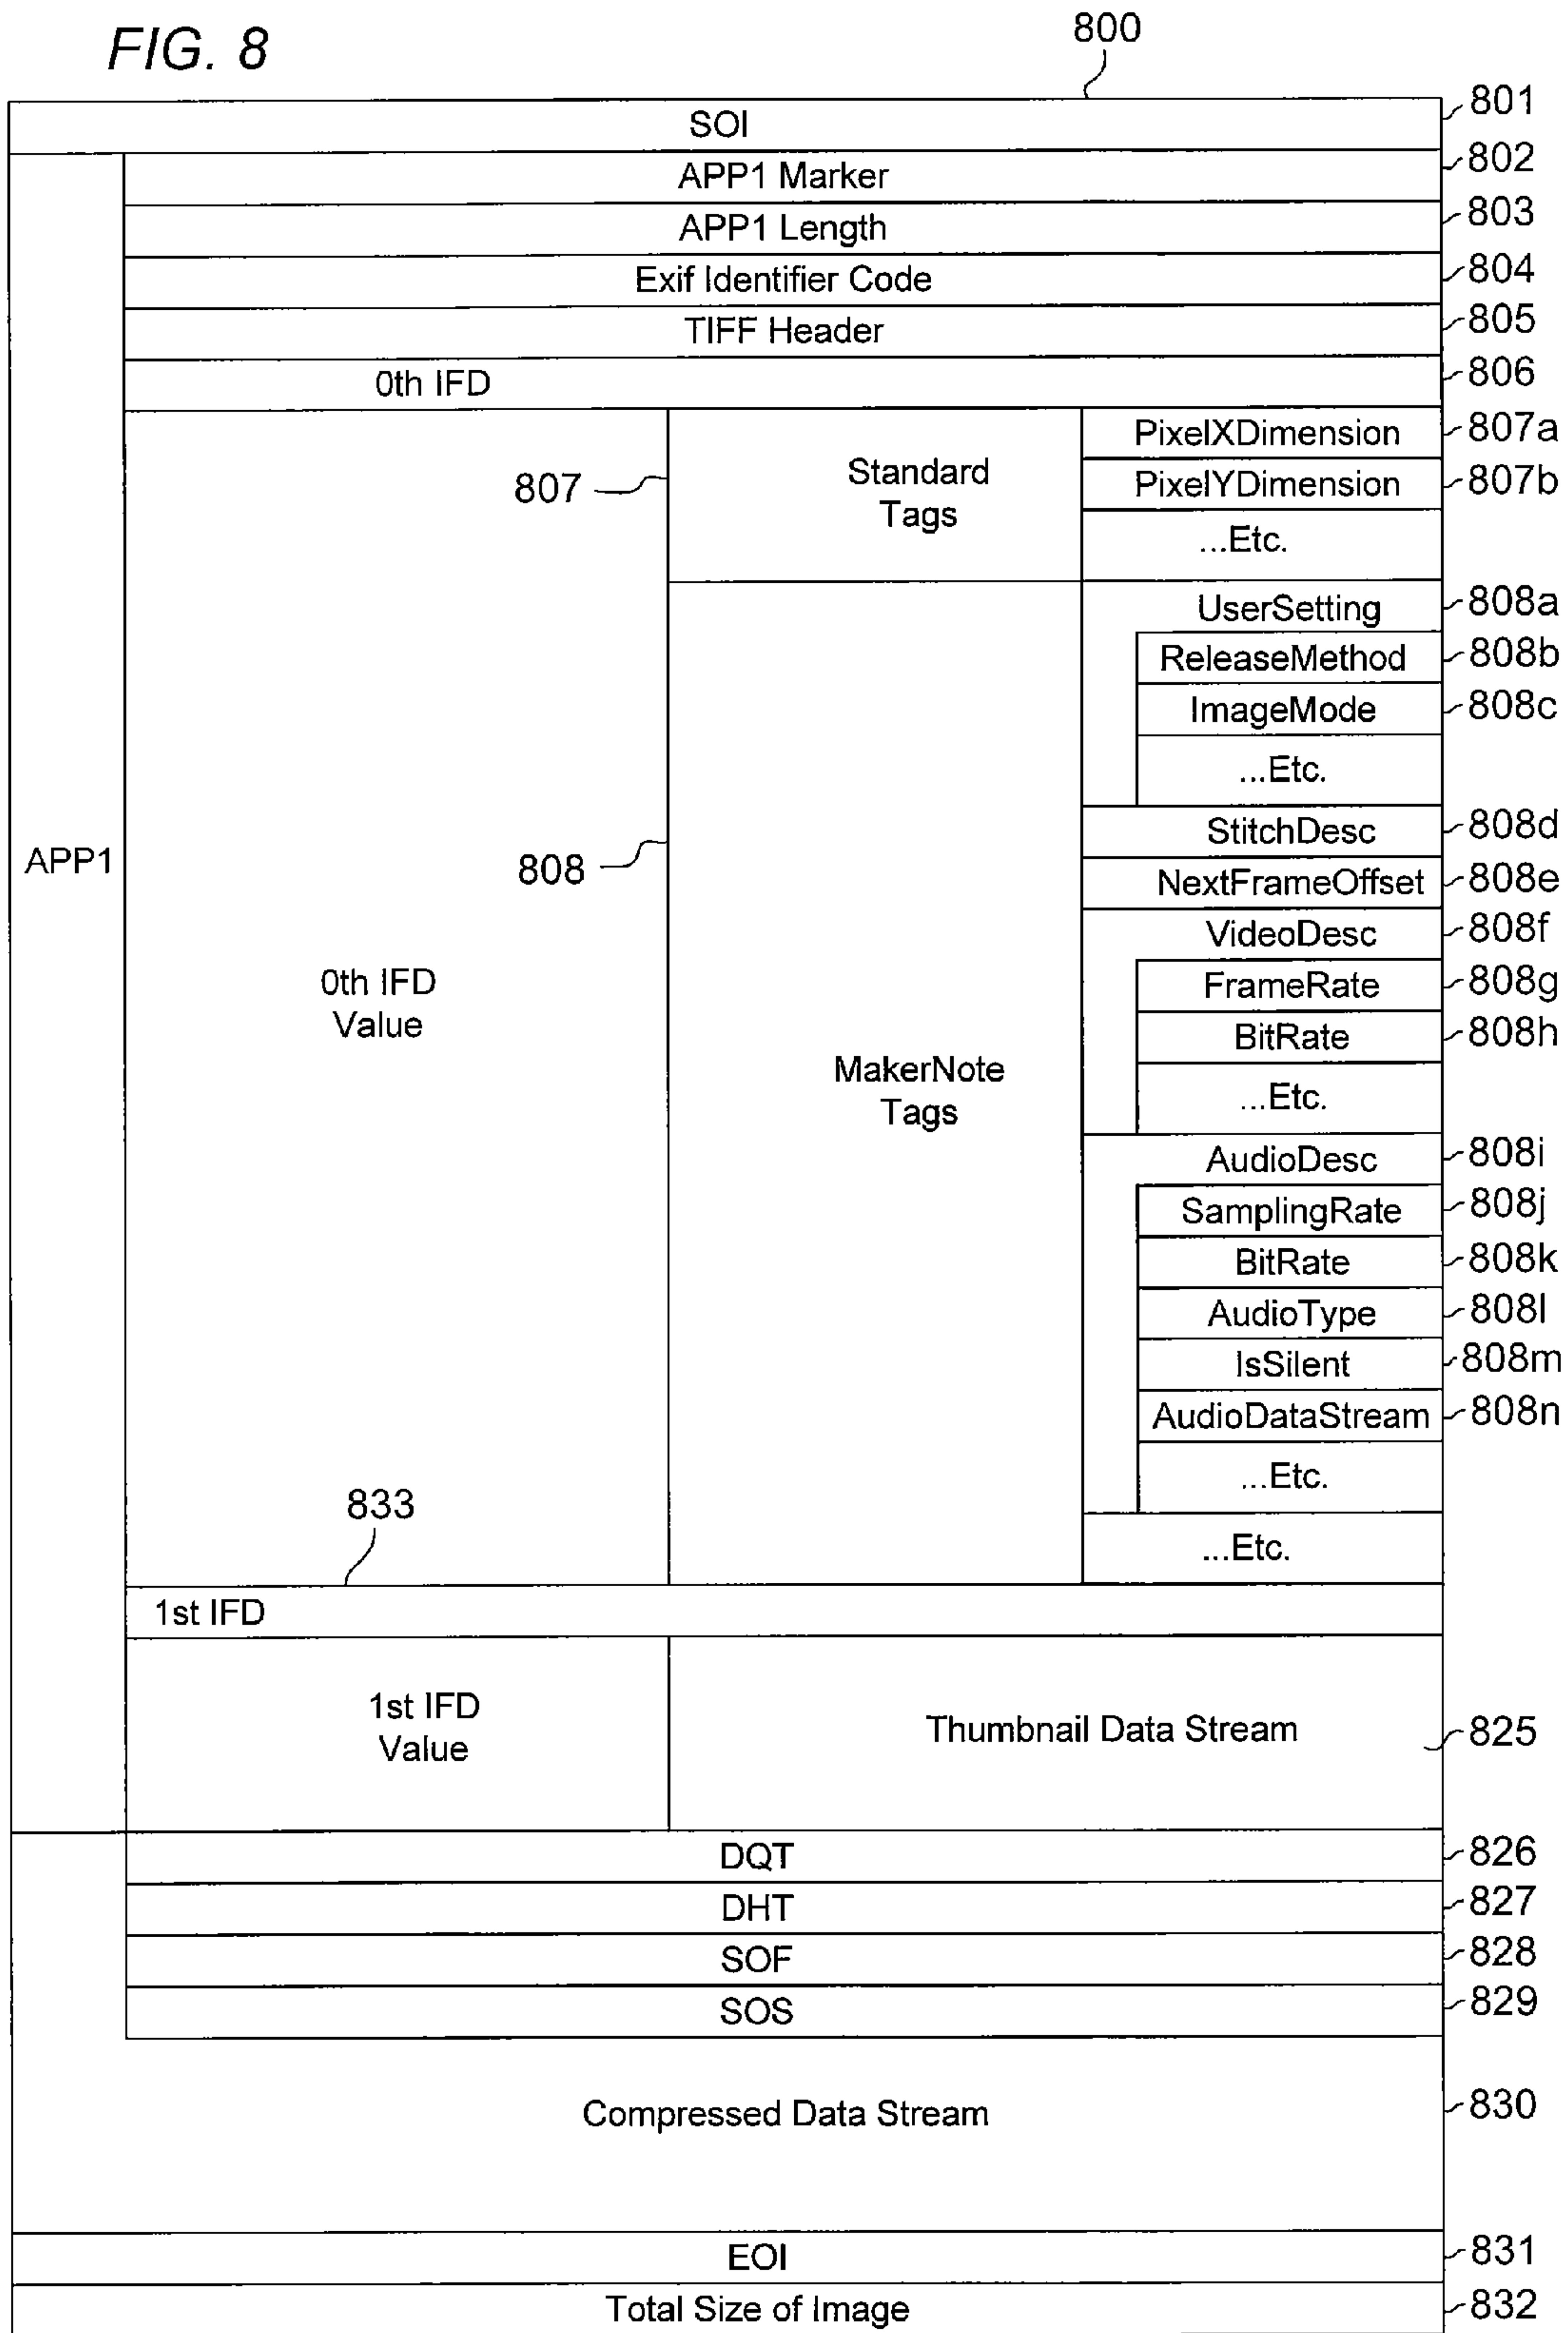 FIG. 8
800
SOI
801
APP1 Marker
802
APP1 Length
803
Exif Identifier Code
804
TIFF Header
805
0th IFD
806
APP1
0th IFD
Value
807
Standard
Tags
PixelXDimension
807a
PixelYDimension
807b
...Etc.
808
MakerNote
Tags
UserSetting
808a
ReleaseMethod
808b
ImageMode
808c
...Etc.
StitchDesc
808d
NextFrameOffset
808e
VideoDesc
808f
FrameRate
808g
BitRate
808h
...Etc.
AudioDesc
808i
SamplingRate
808j
BitRate
808k
AudioType
808l
IsSilent
808m
AudioDataStream
808n
...Etc.
...Etc.
833
1st IFD
1st IFD
Value
Thumbnail Data Stream
825
DQT
826
DHT
827
SOF
828
SOS
829
Compressed Data Stream
830
EOI
831
Total Size of Image
832